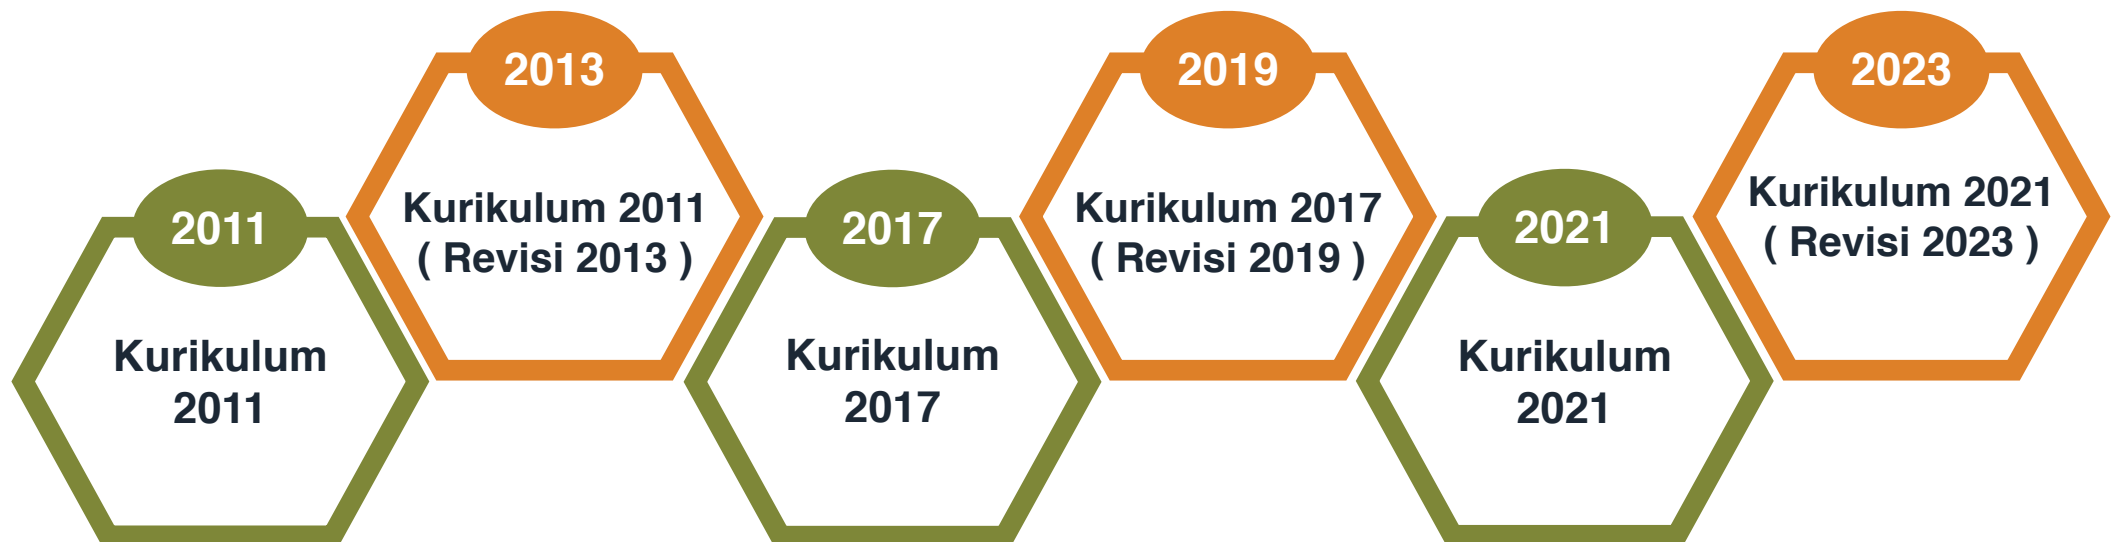 2011
Kurikulum
2011
2013
Kurikulum 2011
( Revisi 2013 )
2017
Kurikulum
2017
2019
Kurikulum 2017
( Revisi 2019 )
2021
Kurikulum
2021
2023
Kurikulum 2021
( Revisi 2023 )